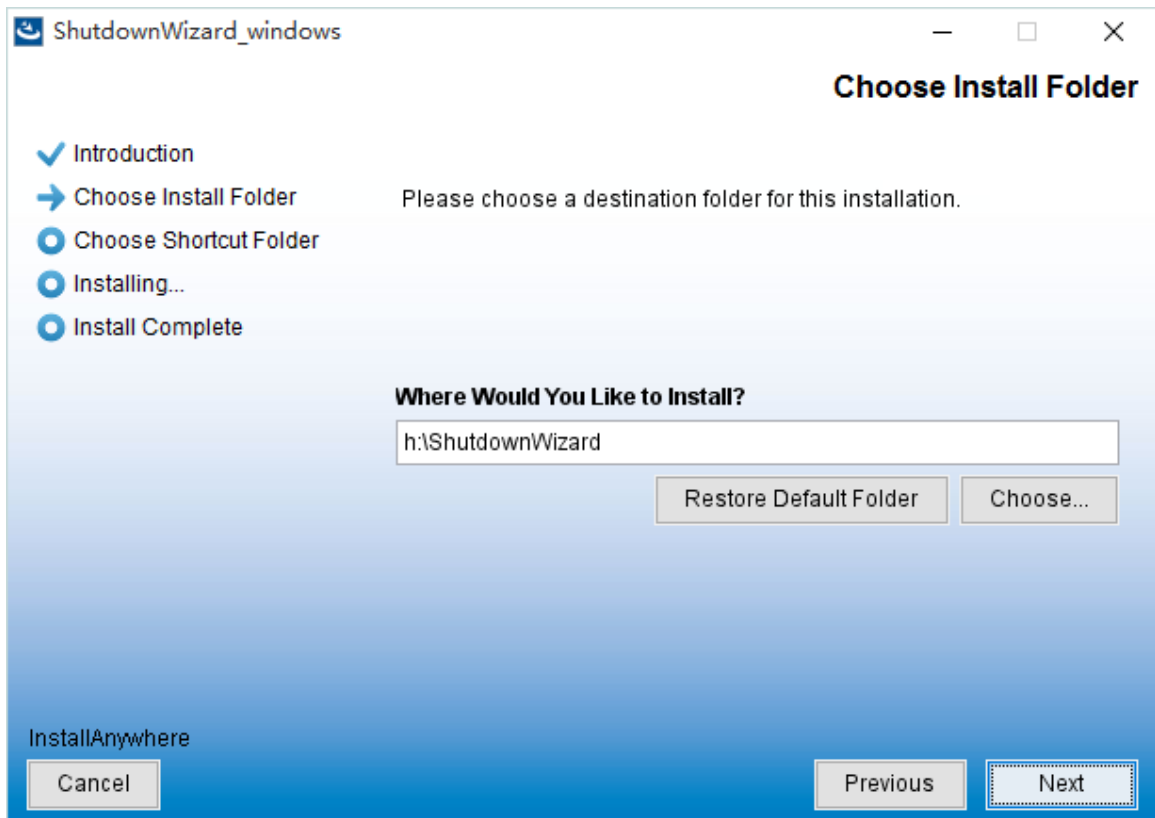 ShutdownWizard_windows
Choose Install Folder
Introduction
Choose Install Folder
Choose Shortcut Folder
Installing...
Install Complete
Please choose a destination folder for this installation.
Where Would You Like to Install?
h:\ShutdownWizard
Restore Default Folder
Choose...
InstallAnywhere
Cancel
Previous
Next